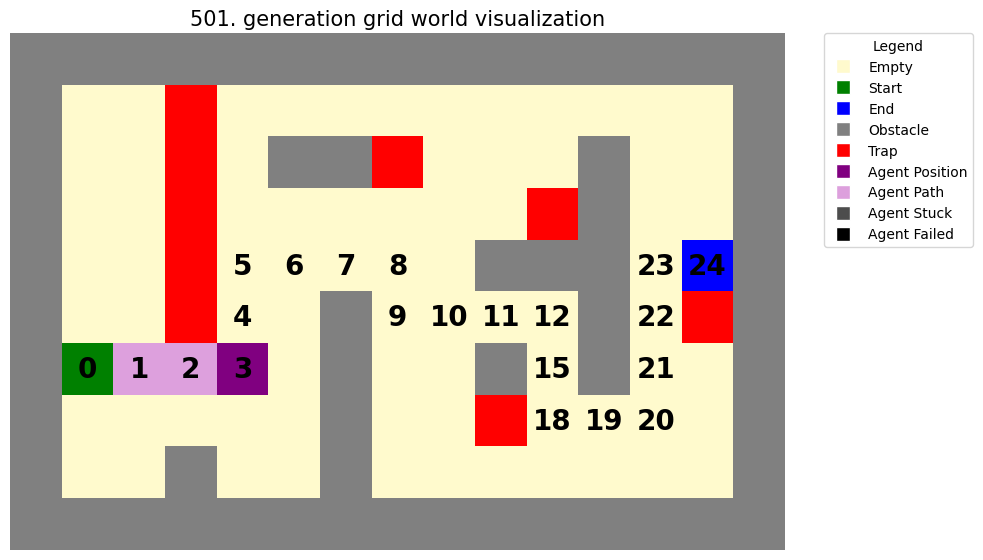 501. generation grid world visualization
Legend
Empty
Start
End
Obstacle
Trap
Agent Position
Agent Path
Agent Stuck
Agent Failed
5 6 7 8 23 24
4 9 10 11 12 22
0 1 2 3 15 21
18 19 20